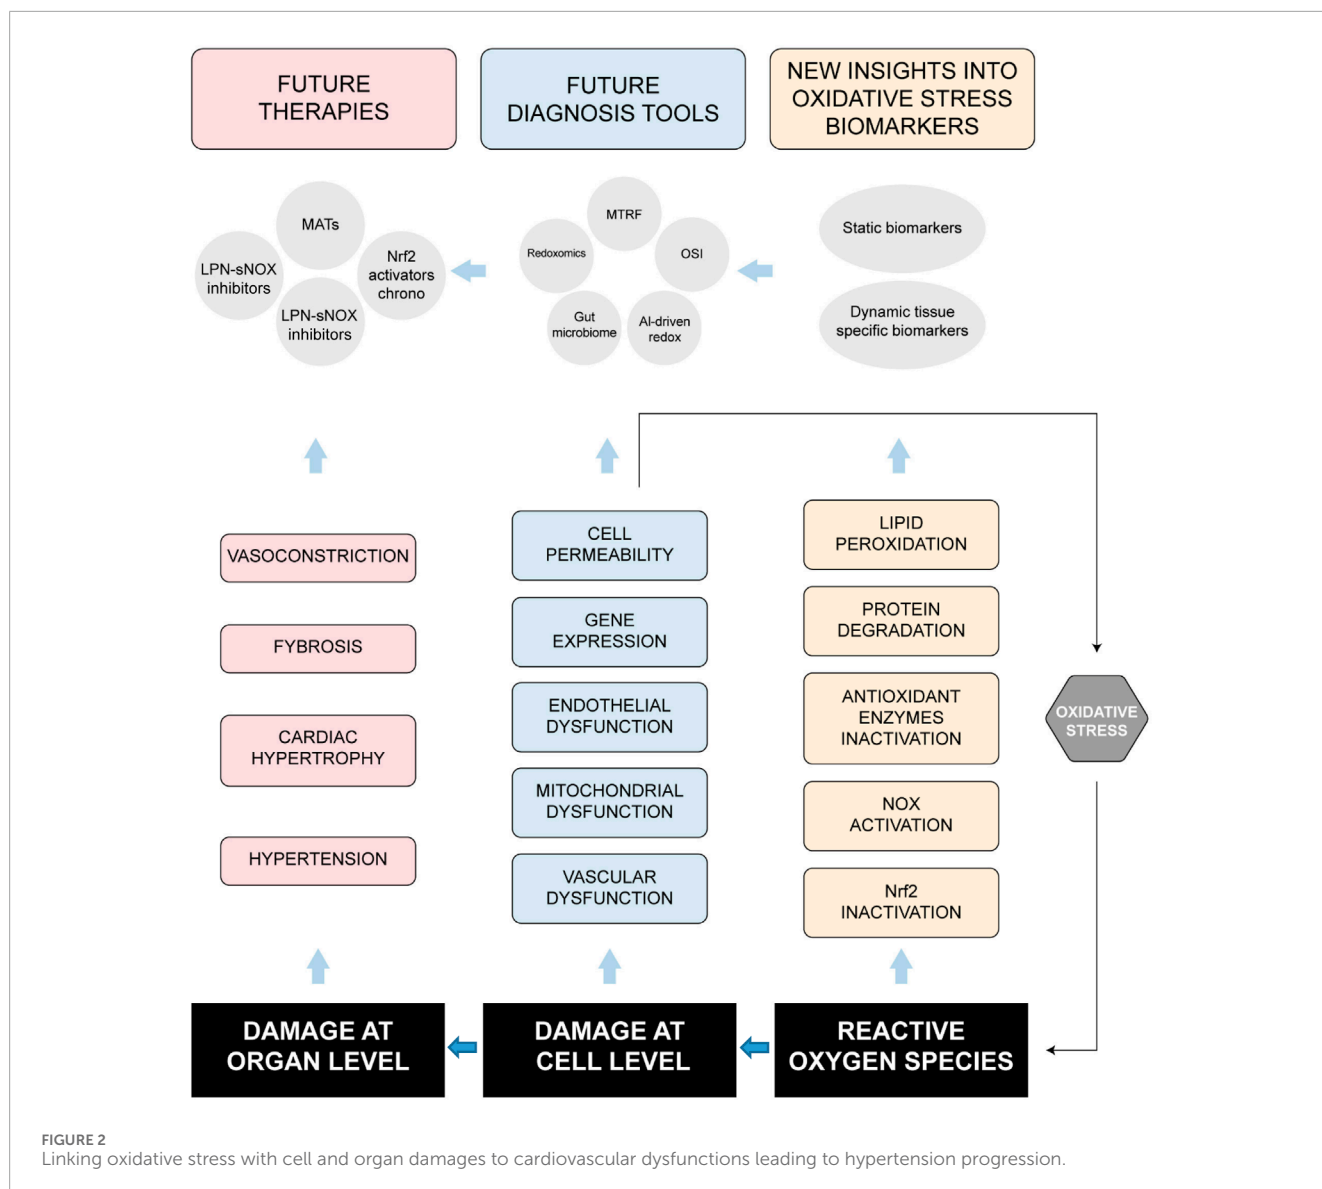 FUTURE
THERAPIES
FUTURE
DIAGNOSIS TOOLS
NEW INSIGHTS INTO
OXIDATIVE STRESS
BIOMARKERS
MATs
LPN-sNOX
inhibitors
Nrf2
activators
chrono
LPN-sNOX
inhibitors
MTRF
Redoxomics
OSI
Gut
microbiome
AI-driven
redox
Static biomarkers
Dynamic tissue
specific biomarkers
VASOCONSTRICTION
FYBROSIS
CARDIAC
HYPERTROPHY
HYPERTENSION
CELL
PERMEABILITY
GENE
EXPRESSION
ENDOTHELIAL
DYSFUNCTION
MITOCHONDRIAL
DYSFUNCTION
VASCULAR
DYSFUNCTION
LIPID
PEROXIDATION
PROTEIN
DEGRADATION
ANTIOXIDANT
ENZYMES
INACTIVATION
NOX
ACTIVATION
Nrf2
INACTIVATION
OXIDATIVE
STRESS
DAMAGE AT
ORGAN LEVEL
DAMAGE AT
CELL LEVEL
REACTIVE
OXYGEN SPECIES
FIGURE 2
Linking oxidative stress with cell and organ damages to cardiovascular dysfunctions leading to hypertension progression.